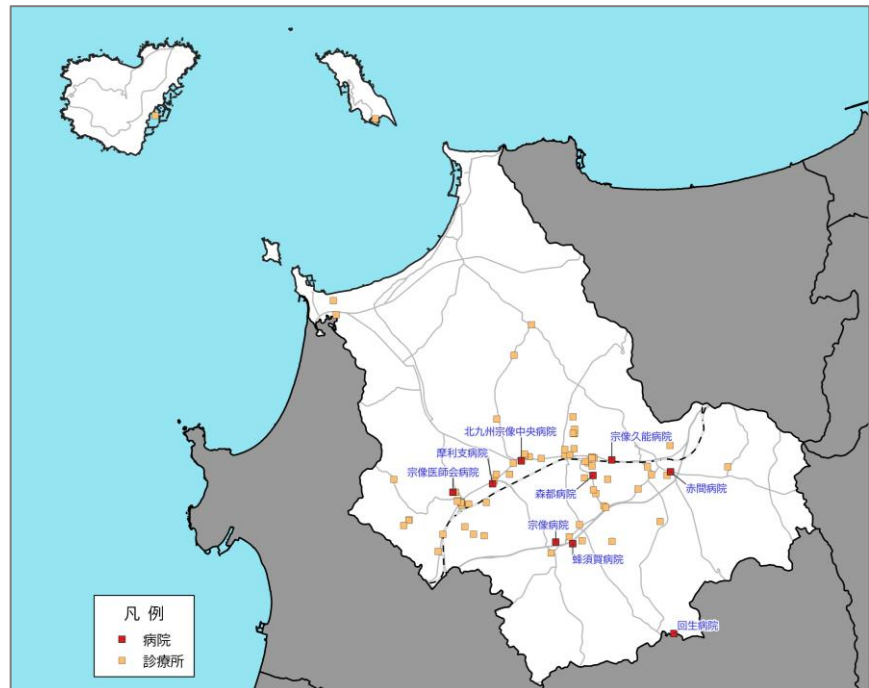 北九州宗像中央病院
宗像久能病院
摩利支病院
宗像医師会病院
森都病院
赤間病院
宗像病院
蜂須賀病院
回生病院
凡 例
病院
診療所